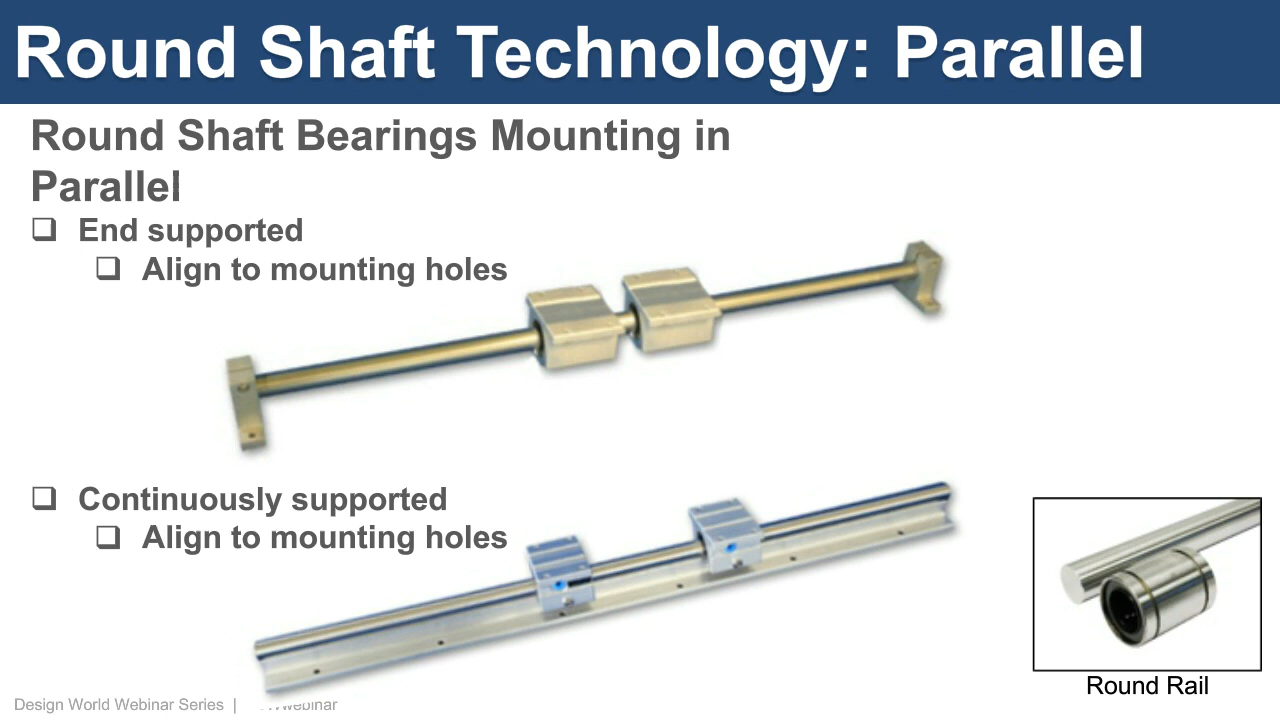 Round Shaft Technology: Parallel
Round Shaft Bearings Mounting in
Parallel
❑ End supported
❑ Align to mounting holes
❑ Continuously supported
❑ Align to mounting holes
Round Rail
Design World Webinar Series |